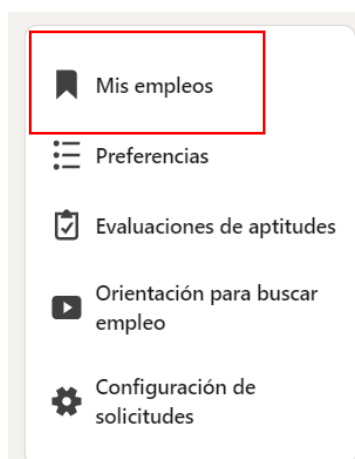 Mis empleos
Preferencias
Evaluaciones de aptitudes
Orientación para buscar
empleo
Configuración de
solicitudes